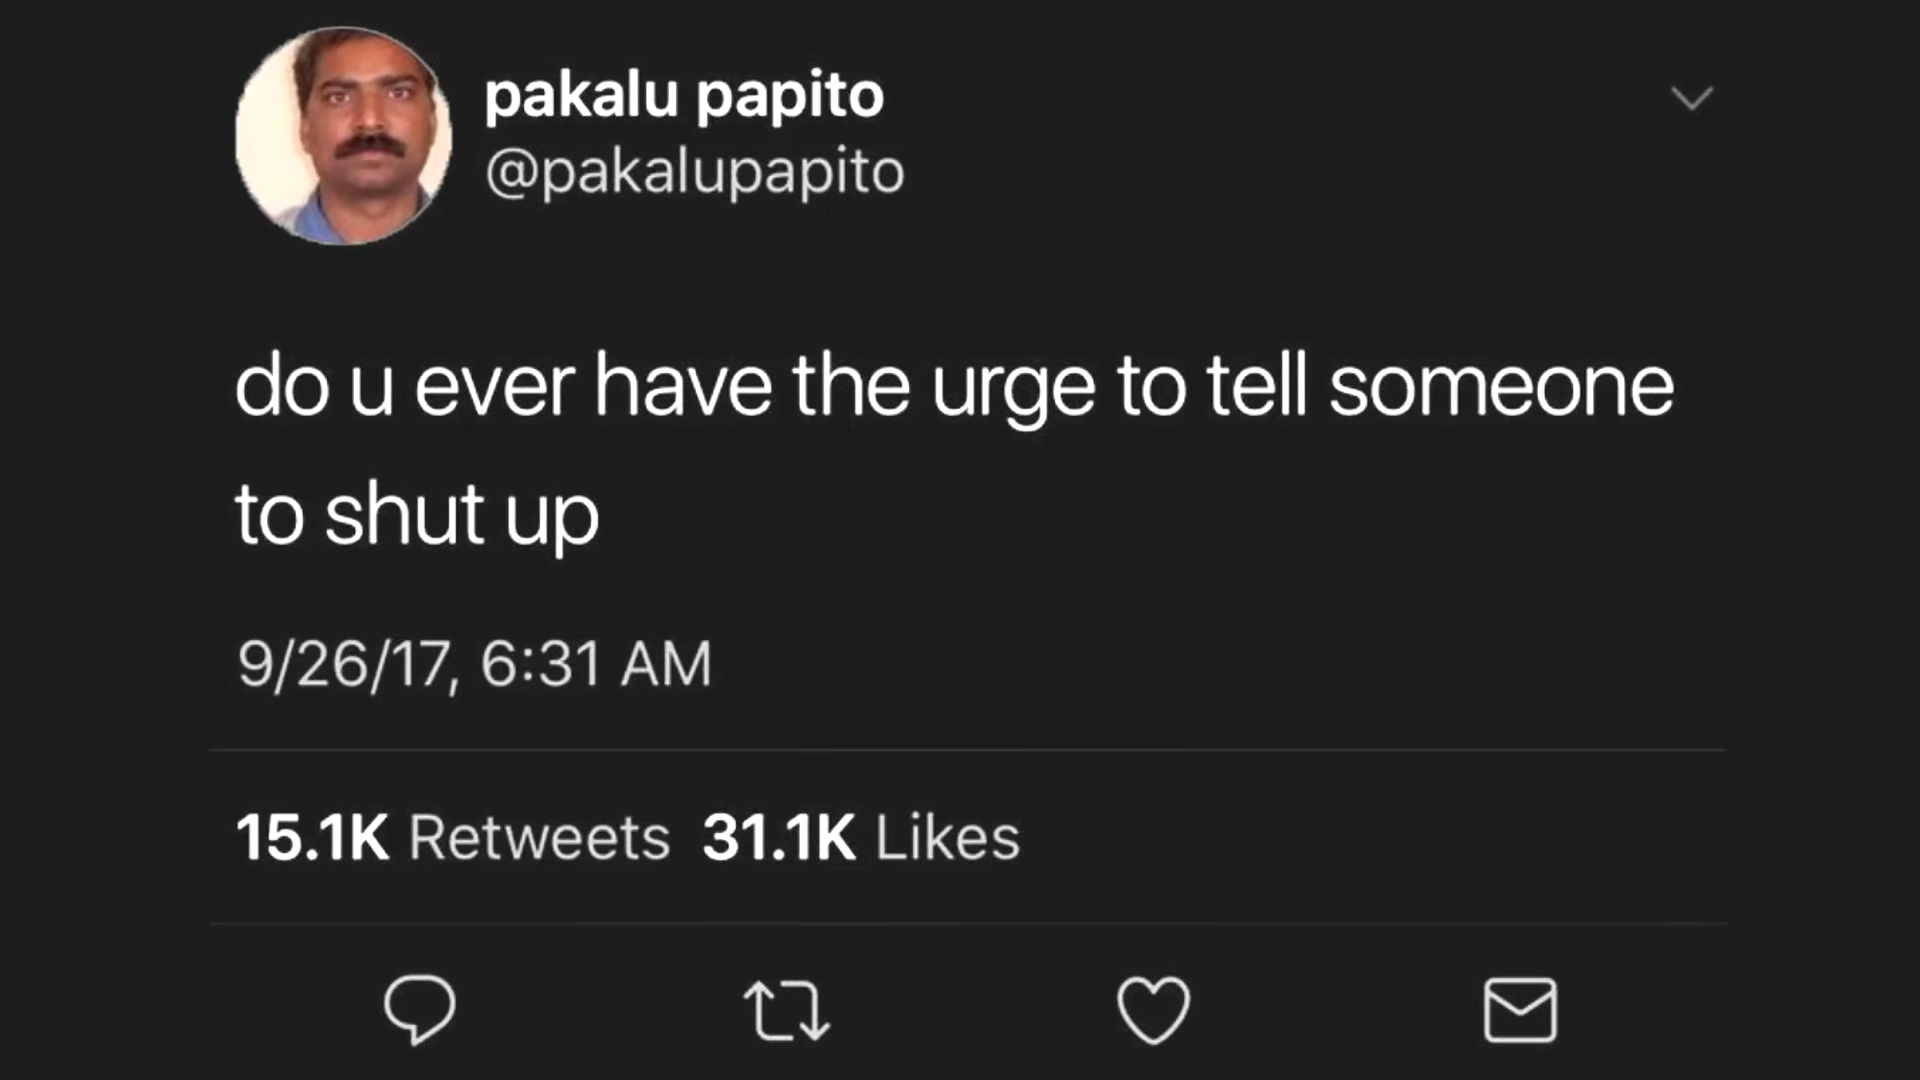 pakalu papito
@pakalupapito
do u ever have the urge to tell someone
to shut up
9/26/17, 6:31 AM
15.1K Retweets 31.1K Likes